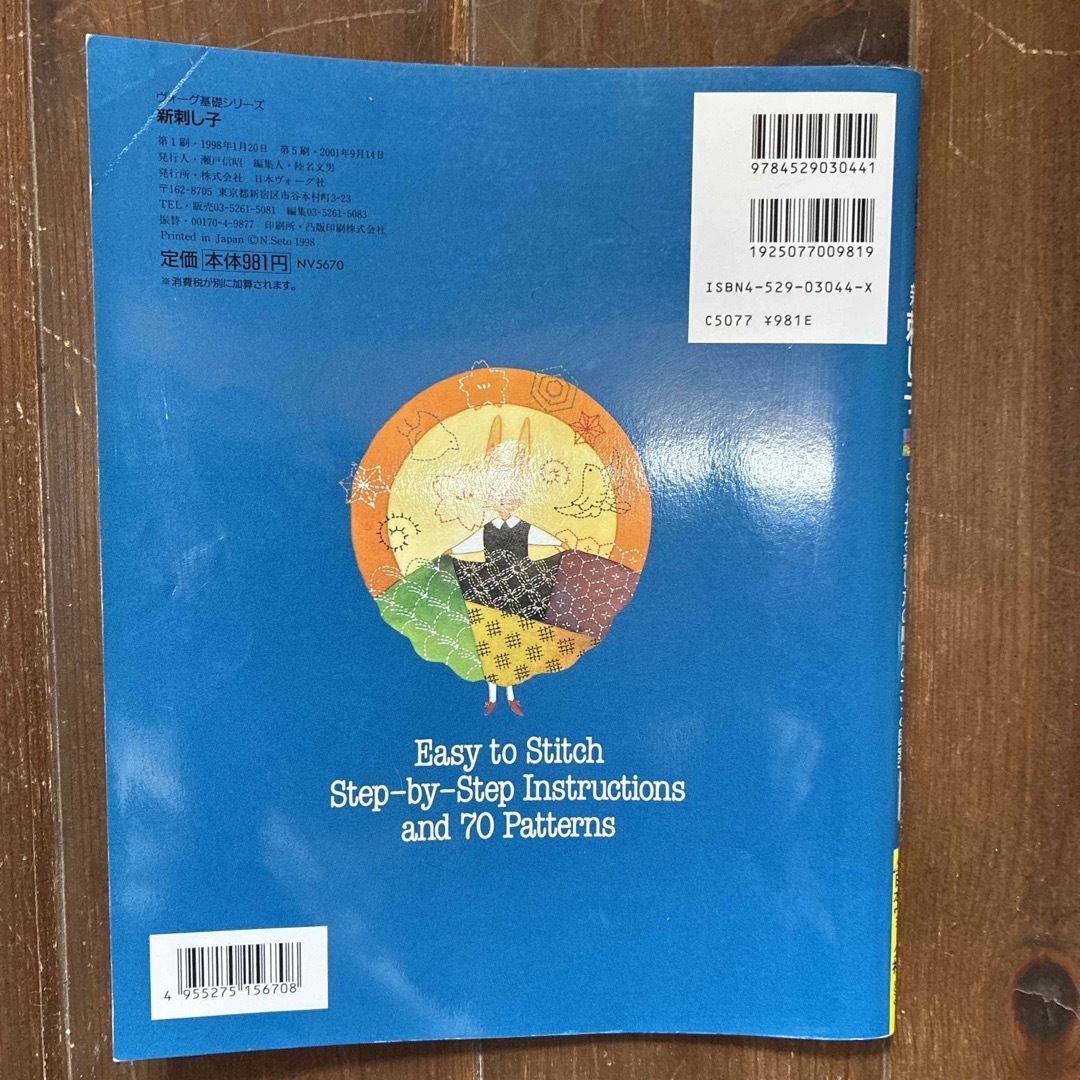 ヴォーグ基礎シリーズ
新刺し子
第1刷・1998年1月20日 第5刷・2001年9月14日
発行人・瀬戸信昭 編集人・陸名文男
発行所・株式会社 日本ヴォーグ社
〒162-8705 東京都新宿区市谷本村町3-23
TEL・販売03-5261-5081 編集03-5261-5083
振替・00170-4-9877 印刷所・凸版印刷株式会社
Printed in Japan ©N.Seto 1998
定価 本体981円 NV5670
※消費税が別に加算されます。
9784529030441
1925077009819
ISBN4-529-03044-X
C5077 ¥981E
Easy to Stitch
Step-by-Step Instructions
and 70 Patterns
4 955275 156708